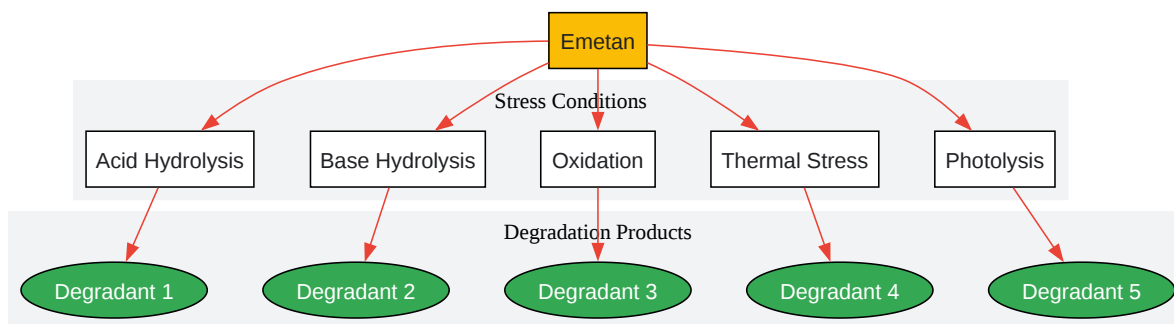 Emetan
Stress Conditions
Acid Hydrolysis
Base Hydrolysis
Oxidation
Thermal Stress
Photolysis
Degradation Products
Degradant 1
Degradant 2
Degradant 3
Degradant 4
Degradant 5